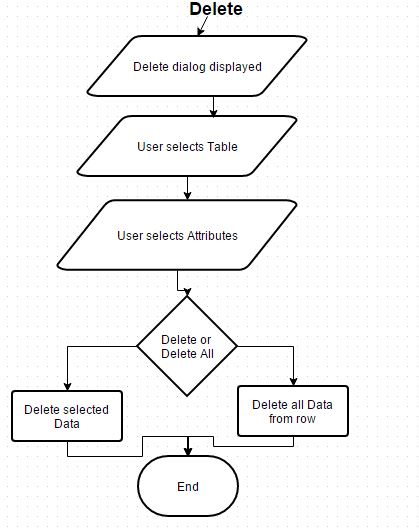 Delete
Delete dialog displayed
User selects Table
User selects Attributes
Delete or
Delete All
Delete selected
Data
Delete all Data
from row
End